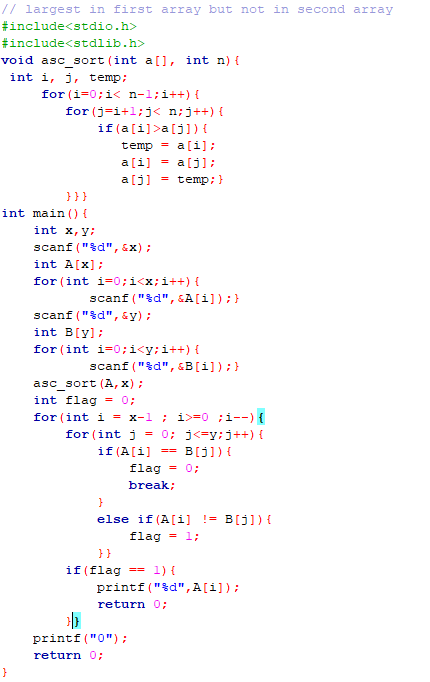 // largest in first array but not in second array
#include<stdio.h>
#include<stdlib.h>
void asc_sort(int a[], int n){
 int i, j, temp;
     for(i=0;i< n-1;i++){
        for(j=i+1;j< n;j++){
            if(a[i]>a[j]){
               temp = a[i];
               a[i] = a[j];
               a[j] = temp;}
        }}}
int main(){
    int x,y;
    scanf("%d",&x);
    int A[x];
    for(int i=0;i<x;i++){
           scanf("%d",&A[i]);}
    scanf("%d",&y);
    int B[y];
    for(int i=0;i<y;i++){
           scanf("%d",&B[i]);}
    asc_sort(A,x);
    int flag = 0;
    for(int i = x-1 ; i>=0 ;i--){
        for(int j = 0; j<=y;j++){
            if(A[i] == B[j]){
                flag = 0;
                break;
            }
            else if(A[i] != B[j]){
                flag = 1;
            }}
        if(flag == 1){
            printf("%d",A[i]);
            return 0;
        }}
    printf("0");
    return 0;
}